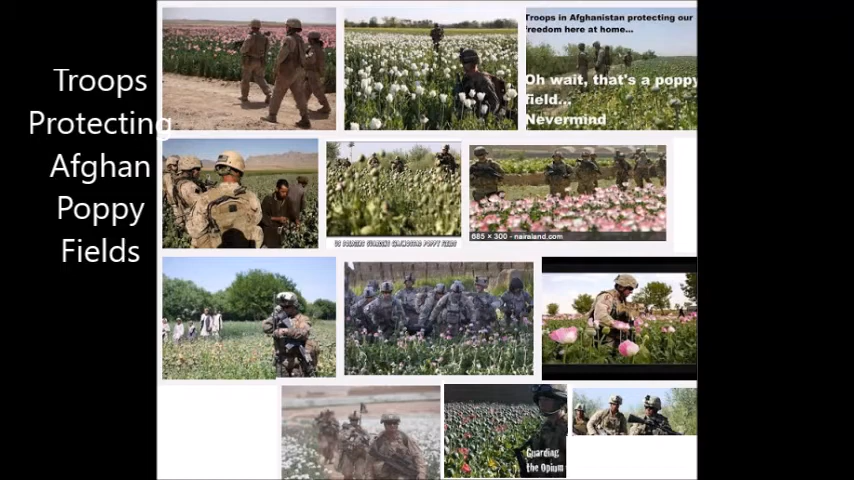 Troops
Protecting
Afghan
Poppy
Fields
Troops in Afghanistan protecting our
freedom here at home...
Oh wait, that's a poppy
field...
Nevermind
685 × 300 - nairaland.com
Guarding
the Opium